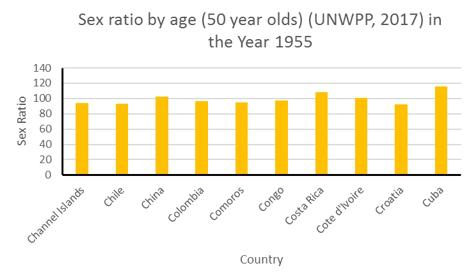 Sex ratio by age (50 year olds) (UNWPP, 2017) in
the Year 1955
140
120
100
80
60
40
20
0
Sex Ratio
Channel Islands
Chile
China
Colombia
Comoros
Congo
Costa Rica
Cote d'Ivoire
Croatia
Cuba
Country